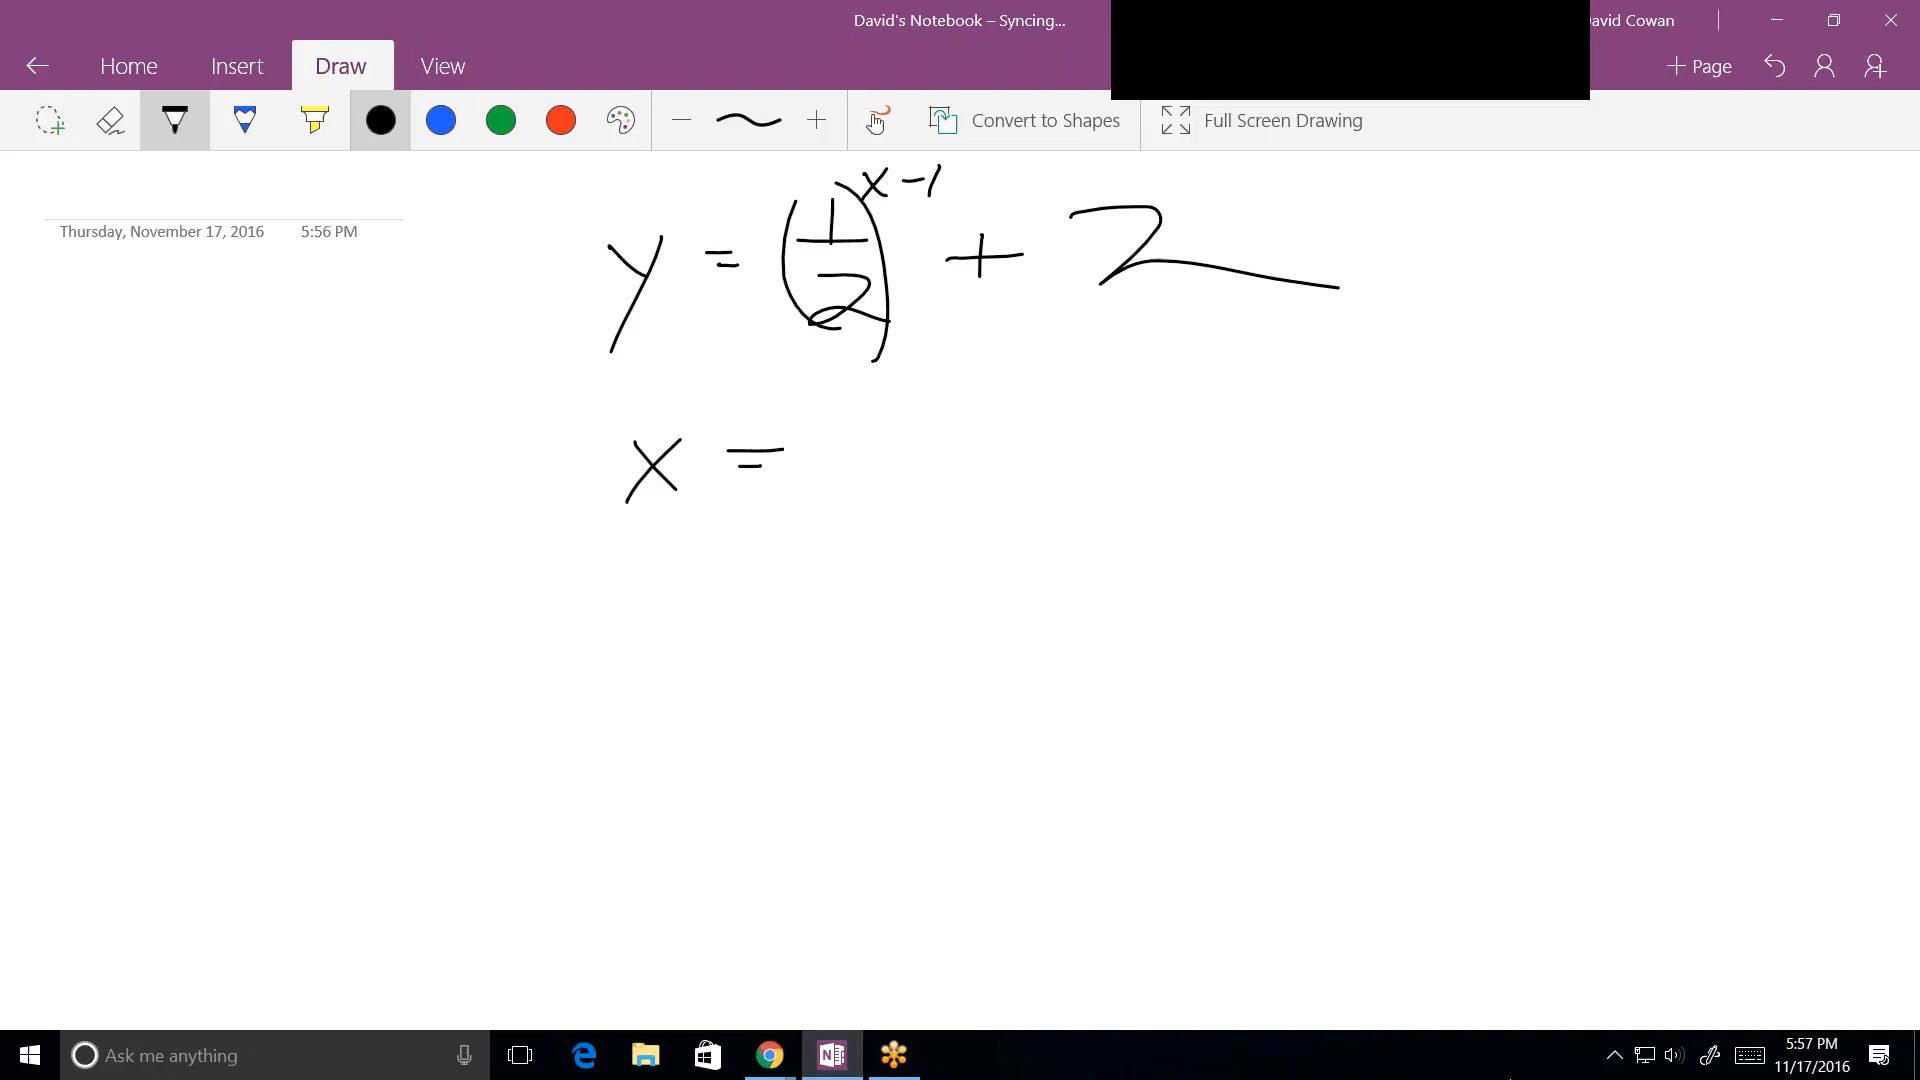 David's Notebook – Syncing...
avid Cowan
Home Insert Draw View
+ Page
Convert to Shapes Full Screen Drawing
Thursday, November 17, 2016 5:56 PM
y = (1/2)^(x-1) + 2
x =
Ask me anything
5:57 PM
11/17/2016